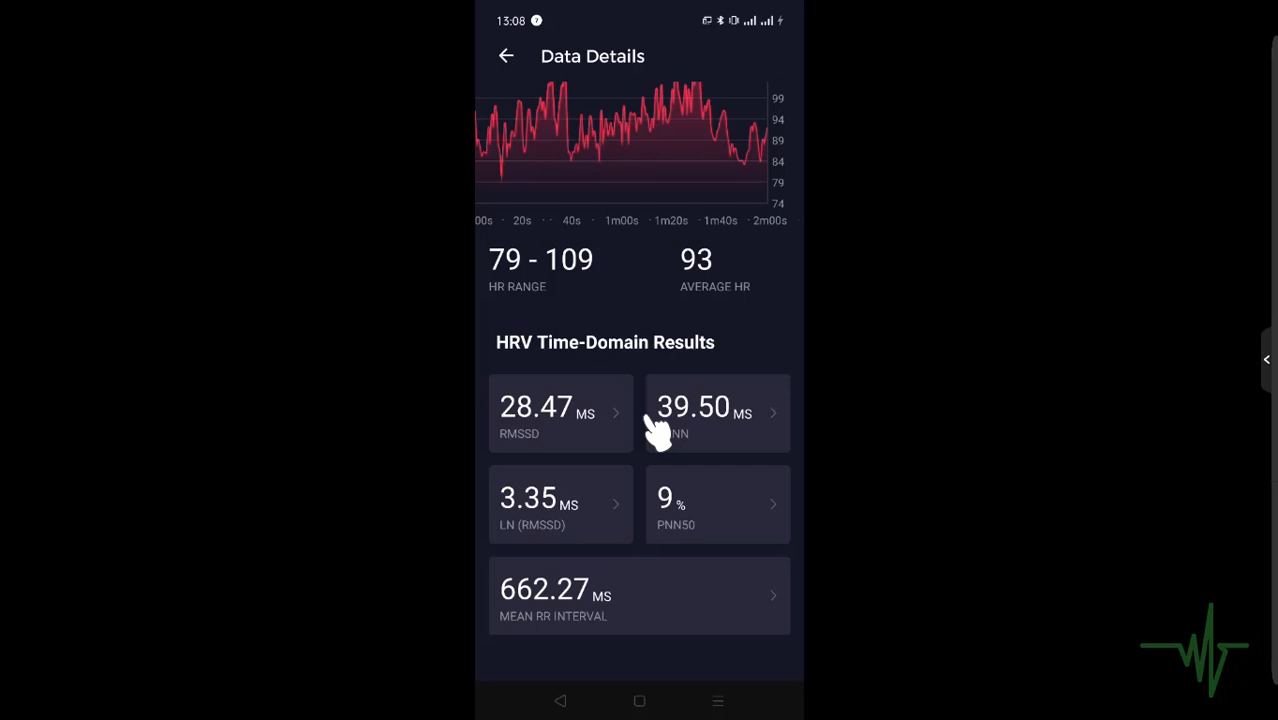 13:08
Data Details
99
94
89
84
79
74
00s 20s 40s 1m00s 1m20s 1m40s 2m00s
79 - 109 93
HR RANGE AVERAGE HR
HRV Time-Domain Results
28.47 MS 39.50 MS
RMSSD
3.35 MS 9 %
LN (RMSSD) PNN50
662.27 MS
MEAN RR INTERVAL